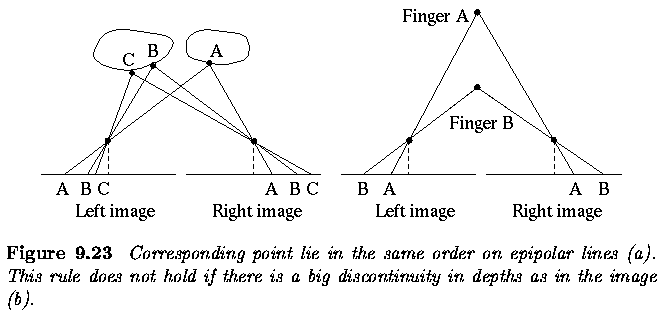 Finger A
C B A
Finger B
A B C A B C B A A B
Left image Right image Left image Right image
Figure 9.23 Corresponding point lie in the same order on epipolar lines (a).
This rule does not hold if there is a big discontinuity in depths as in the image
(b).